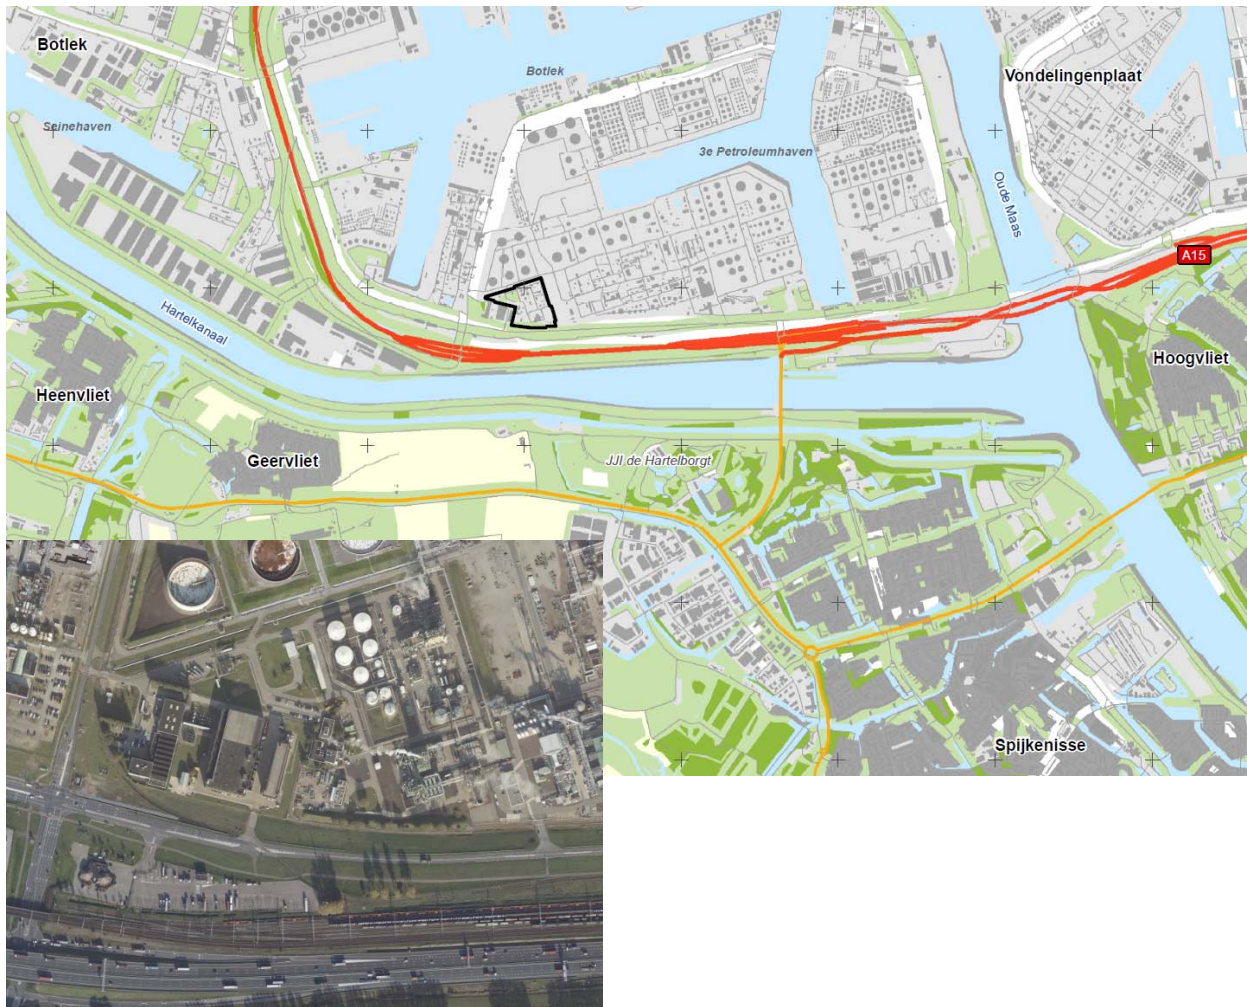 Botlek
Botlek
Vondelingenplaat
Seinehaven
3e Petroleumhaven
Oude Maas
A15
Hartelkanaal
Hoogvliet
Heenvliet
Geervliet
JJI de Hartelborgt
Spijkenisse